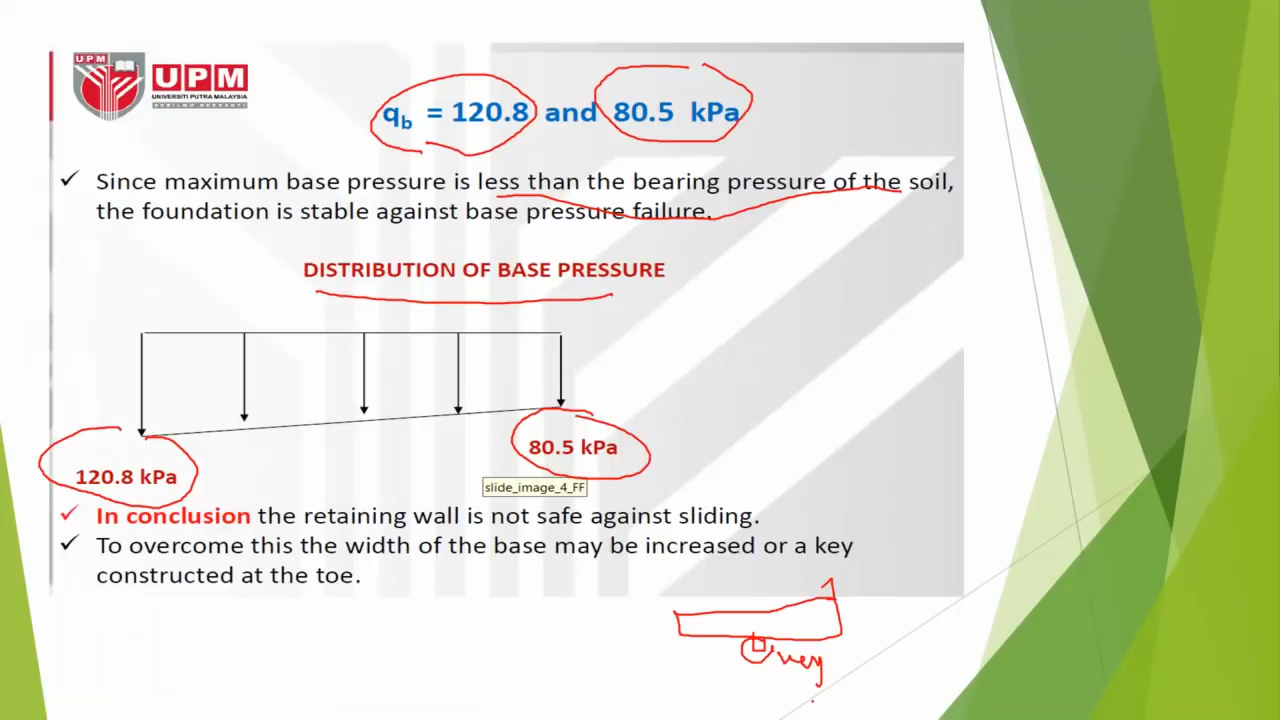 UPM
UPM
UNIVERSITI PUTRA MALAYSIA
qb = 120.8 and 80.5 kPa
✓ Since maximum base pressure is less than the bearing pressure of the soil,
the foundation is stable against base pressure failure.
DISTRIBUTION OF BASE PRESSURE
80.5 kPa
120.8 kPa
slide_image_4_FF
✓ In conclusion the retaining wall is not safe against sliding.
✓ To overcome this the width of the base may be increased or a key
constructed at the toe.